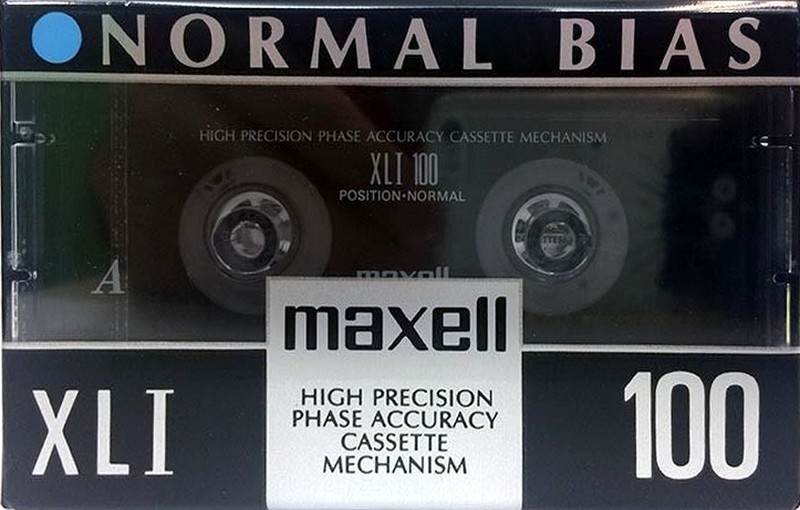 NORMAL BIAS
HIGH PRECISION PHASE ACCURACY CASSETTE MECHANISM
XLI 100
POSITION·NORMAL
A
maxell
maxell
XLI
HIGH PRECISION
PHASE ACCURACY
CASSETTE
MECHANISM
100